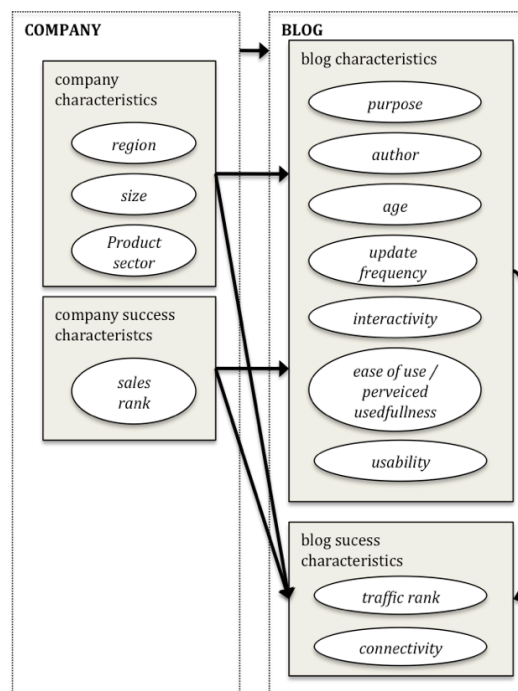 COMPANY
company
characteristics
region
size
Product
sector
company success
characteristcs
sales
rank
BLOG
blog characteristics
purpose
author
age
update
frequency
interactivity
ease of use /
perveiced
usedfullness
usability
blog sucess
characteristics
traffic rank
connectivity